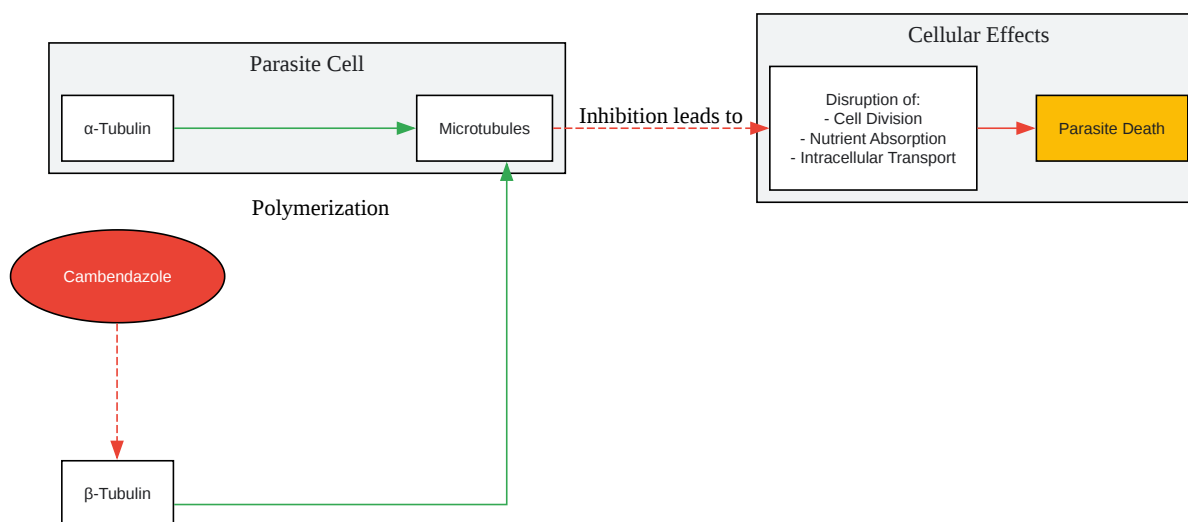 Parasite Cell
α-Tubulin
Microtubules
Polymerization
Cambendazole
β-Tubulin
Inhibition leads to
Cellular Effects
Disruption of:
- Cell Division
- Nutrient Absorption
- Intracellular Transport
Parasite Death